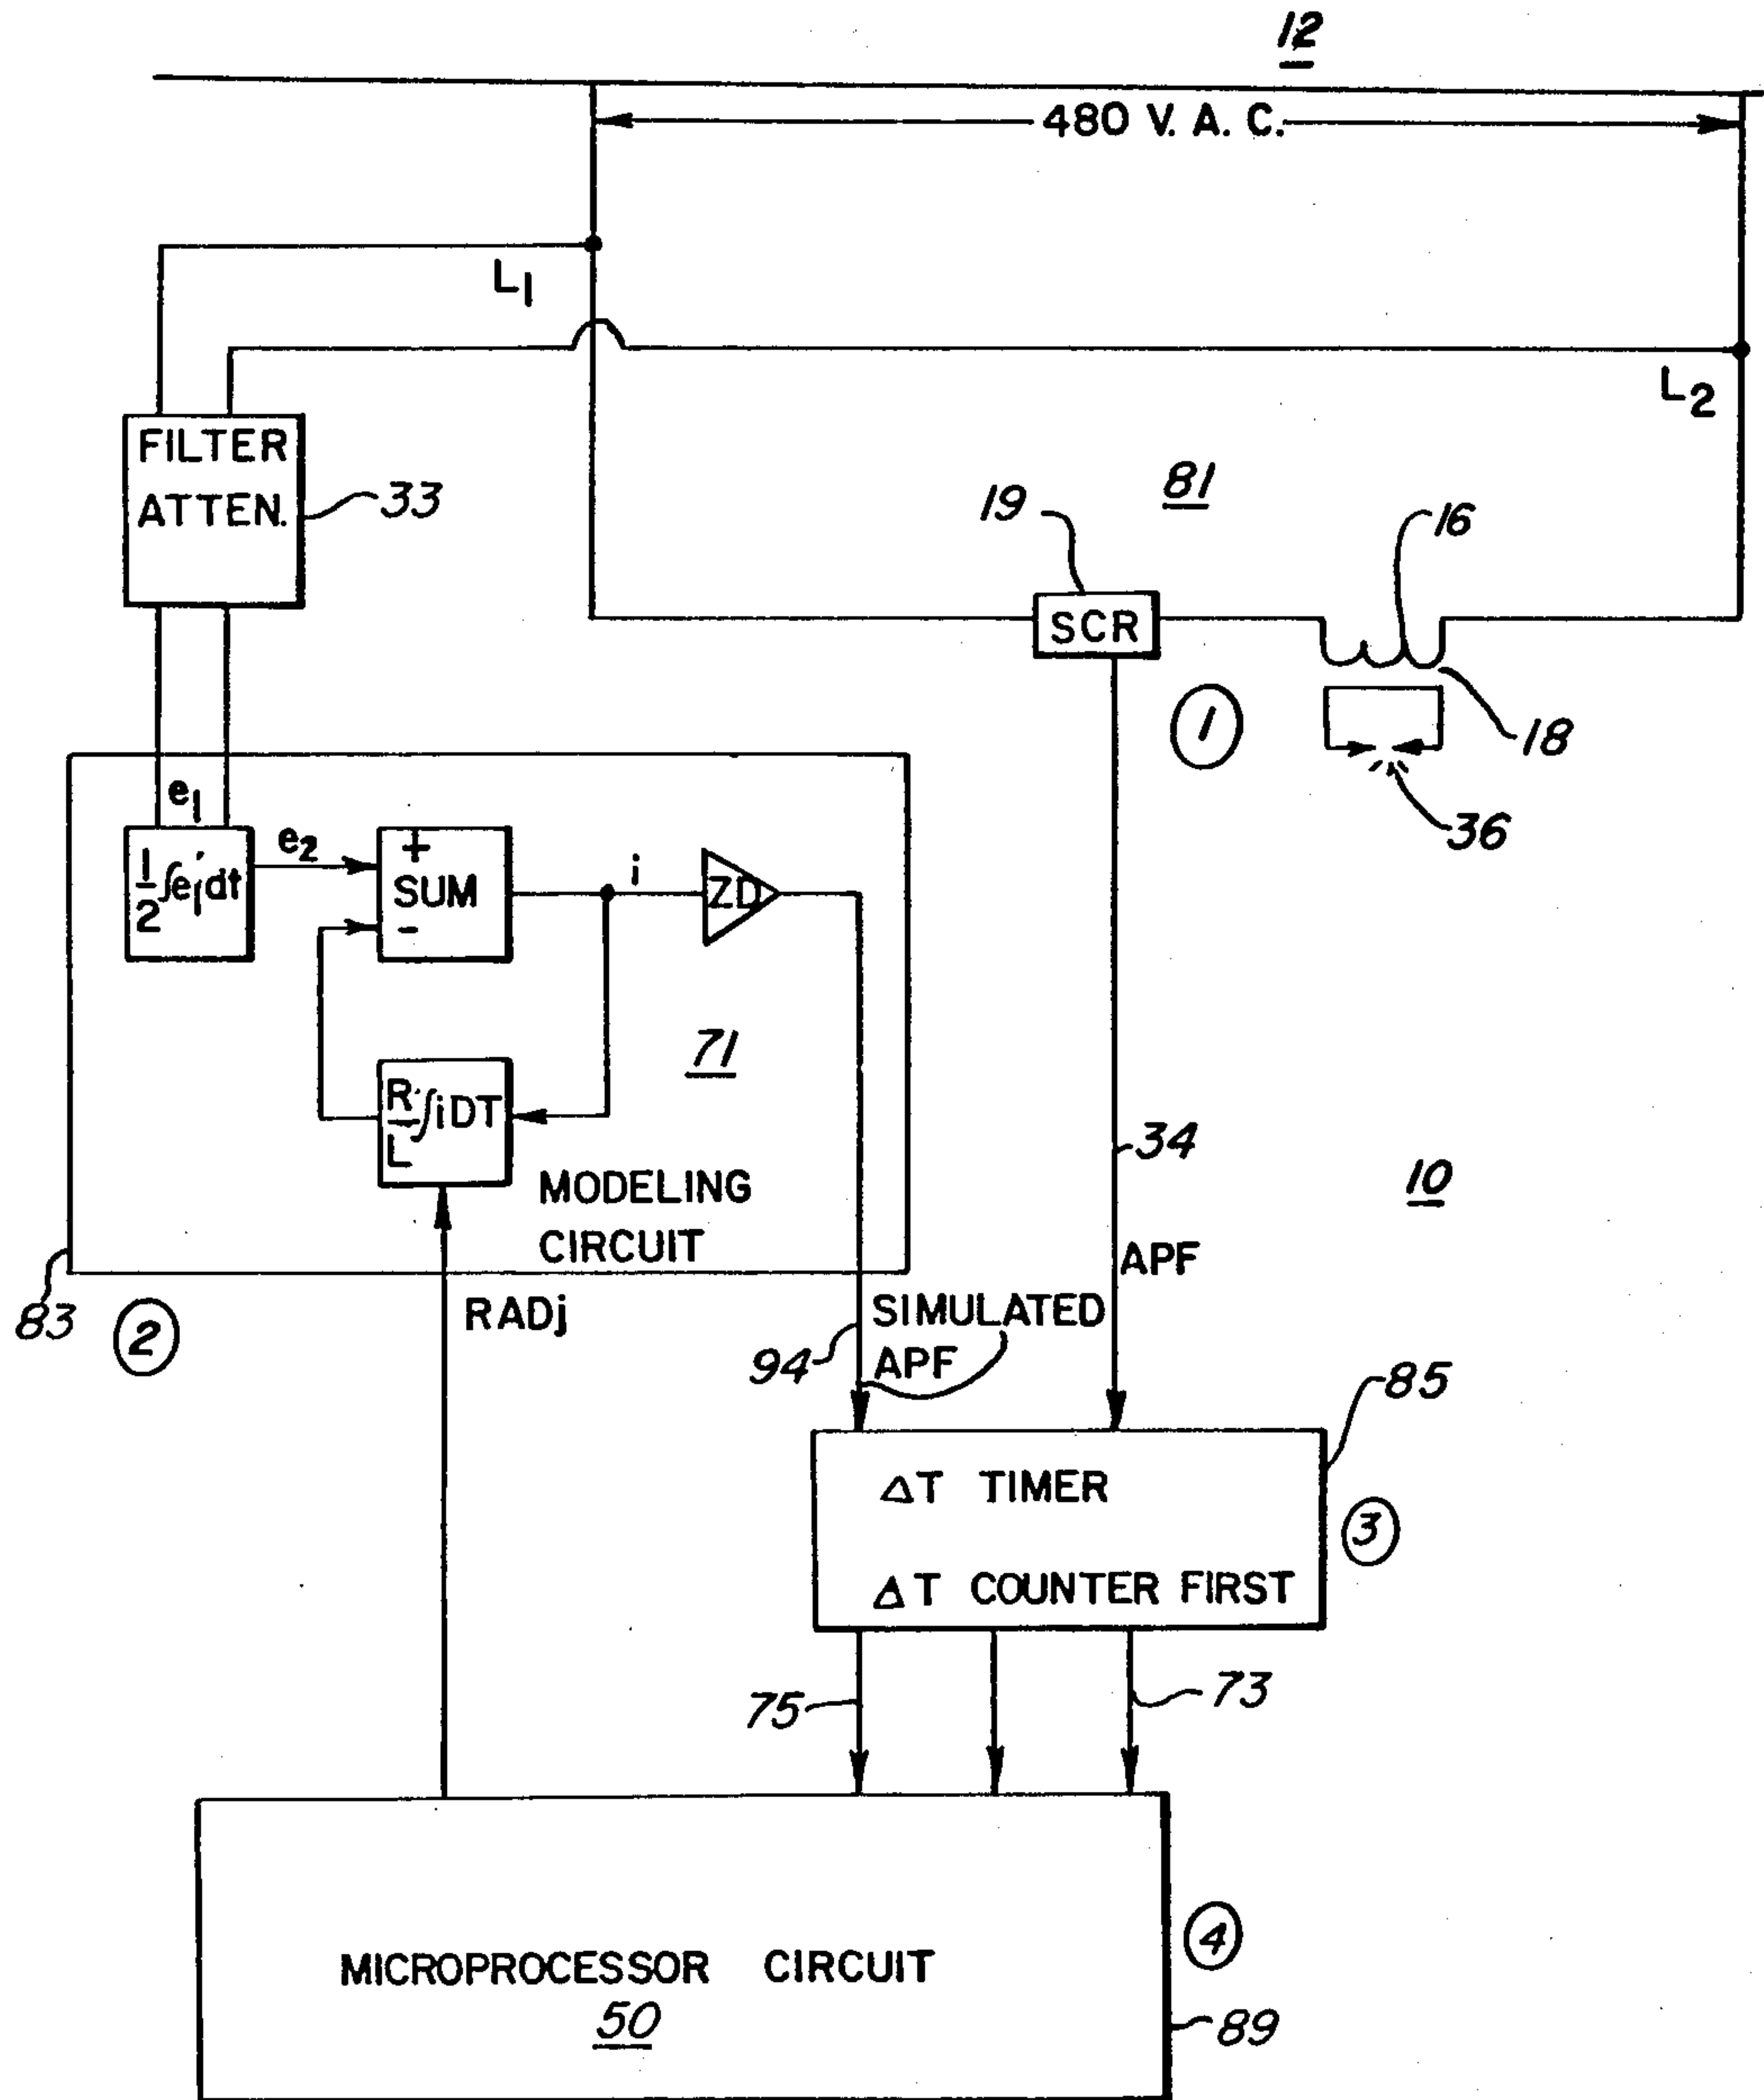 12
480 V. A. C.
L1
L2
FILTER
ATTEN.
33
81
19
16
SCR
1
18
36
e1
e2
1/2 ∫e1'dt
+
SUM
-
i
ZD
71
R/L ∫iDT
MODELING
CIRCUIT
34
10
APF
83
2
RADj
SIMULATED
APF
94
85
ΔT TIMER
ΔT COUNTER FIRST
3
75
73
MICROPROCESSOR CIRCUIT
50
4
89